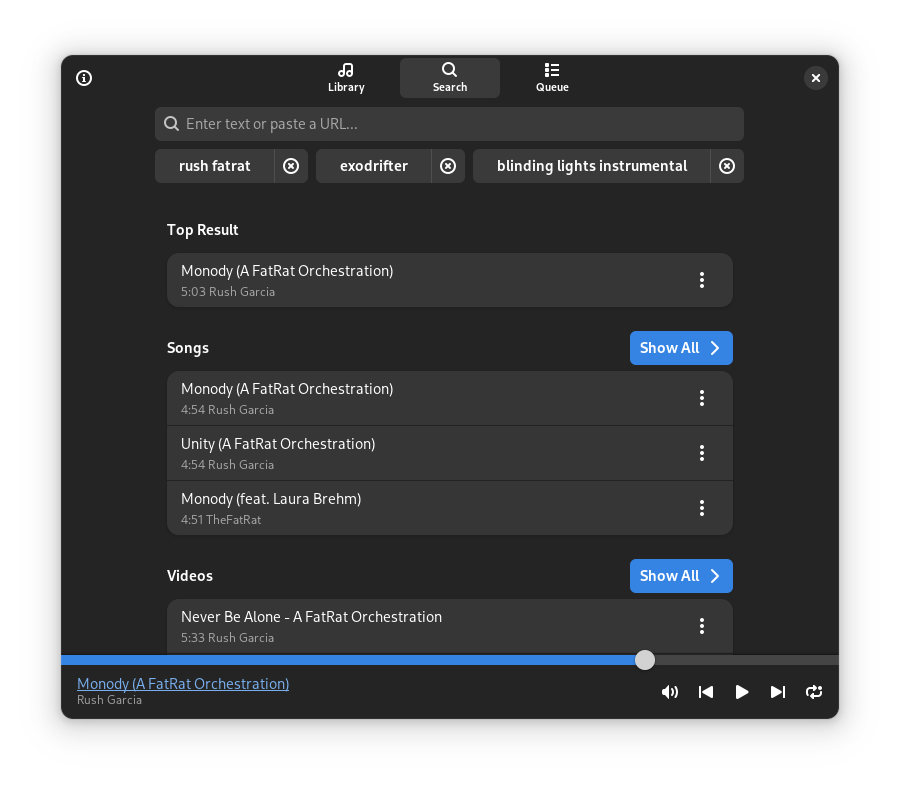 Library
Search
Queue
Enter text or paste a URL...
rush fatrat
exodrifter
blinding lights instrumental
Top Result
Monody (A FatRat Orchestration)
5:03 Rush Garcia
Songs
Show All
Monody (A FatRat Orchestration)
4:54 Rush Garcia
Unity (A FatRat Orchestration)
4:54 Rush Garcia
Monody (feat. Laura Brehm)
4:51 TheFatRat
Videos
Show All
Never Be Alone - A FatRat Orchestration
5:33 Rush Garcia
Monody (A FatRat Orchestration)
Rush Garcia